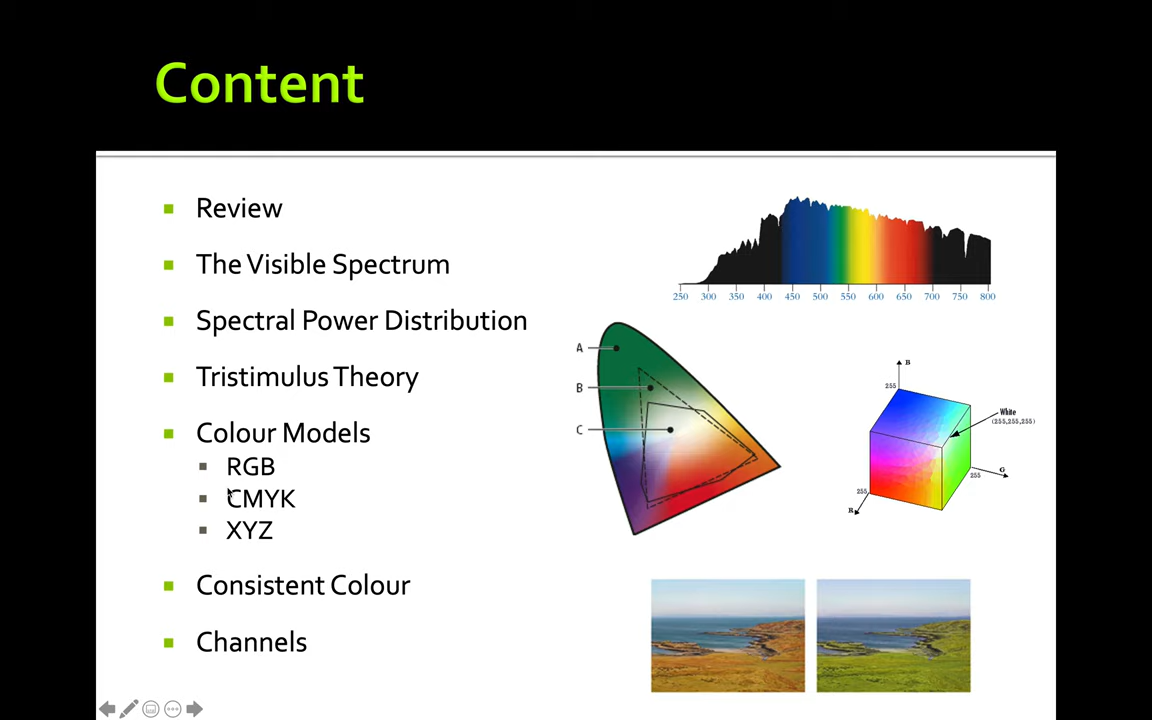 Content
Review
The Visible Spectrum
Spectral Power Distribution
Tristimulus Theory
Colour Models
RGB
CMYK
XYZ
Consistent Colour
Channels
250 300 350 400 450 500 550 600 650 700 750 800
A
B
C
B
255
White
(255,255,255)
G
255
255
R